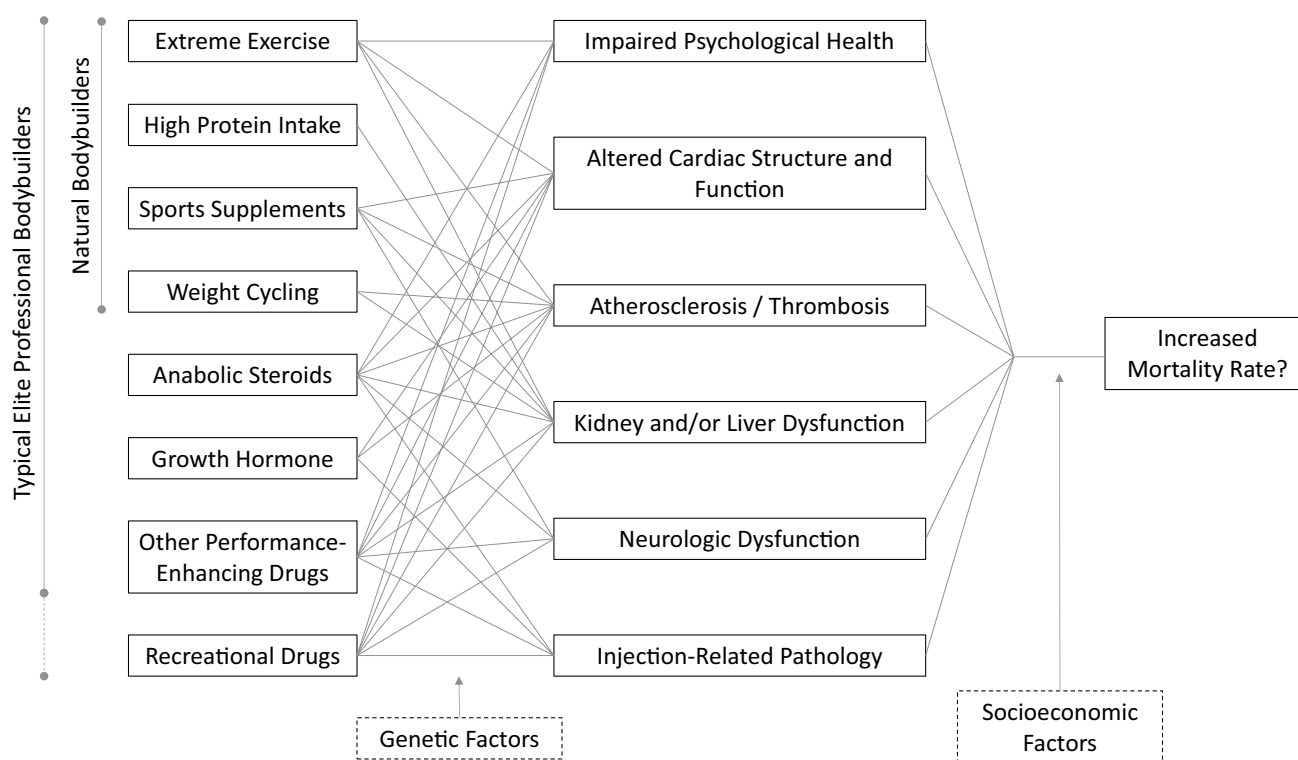 Typical Elite Professional Bodybuilders
Natural Bodybuilders
Extreme Exercise
High Protein Intake
Sports Supplements
Weight Cycling
Anabolic Steroids
Growth Hormone
Other Performance-
Enhancing Drugs
Recreational Drugs
Genetic Factors
Impaired Psychological Health
Altered Cardiac Structure and
Function
Atherosclerosis / Thrombosis
Kidney and/or Liver Dysfunction
Neurologic Dysfunction
Injection-Related Pathology
Socioeconomic
Factors
Increased
Mortality Rate?